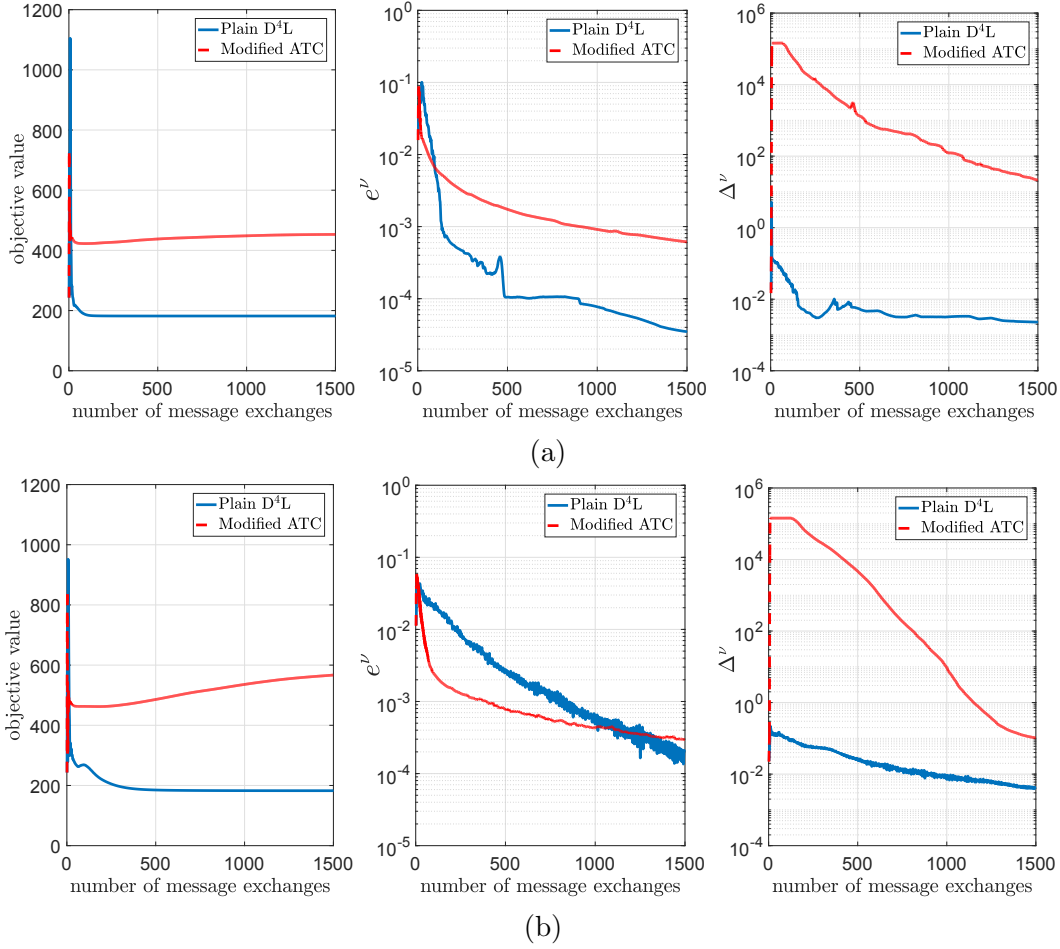 1200
1000
800
600
400
200
0
0 500 1000 1500
objective value
number of message exchanges
Plain D⁴L
Modified ATC
10⁰
10⁻¹
10⁻²
10⁻³
10⁻⁴
10⁻⁵
0 500 1000 1500
e^ν
number of message exchanges
Plain D⁴L
Modified ATC
10⁶
10⁴
10²
10⁰
10⁻²
10⁻⁴
0 500 1000 1500
Δ^ν
number of message exchanges
Plain D⁴L
Modified ATC
(a)
1200
1000
800
600
400
200
0
0 500 1000 1500
objective value
number of message exchanges
Plain D⁴L
Modified ATC
10⁰
10⁻¹
10⁻²
10⁻³
10⁻⁴
10⁻⁵
0 500 1000 1500
e^ν
number of message exchanges
Plain D⁴L
Modified ATC
10⁶
10⁴
10²
10⁰
10⁻²
10⁻⁴
0 500 1000 1500
Δ^ν
number of message exchanges
Plain D⁴L
Modified ATC
(b)